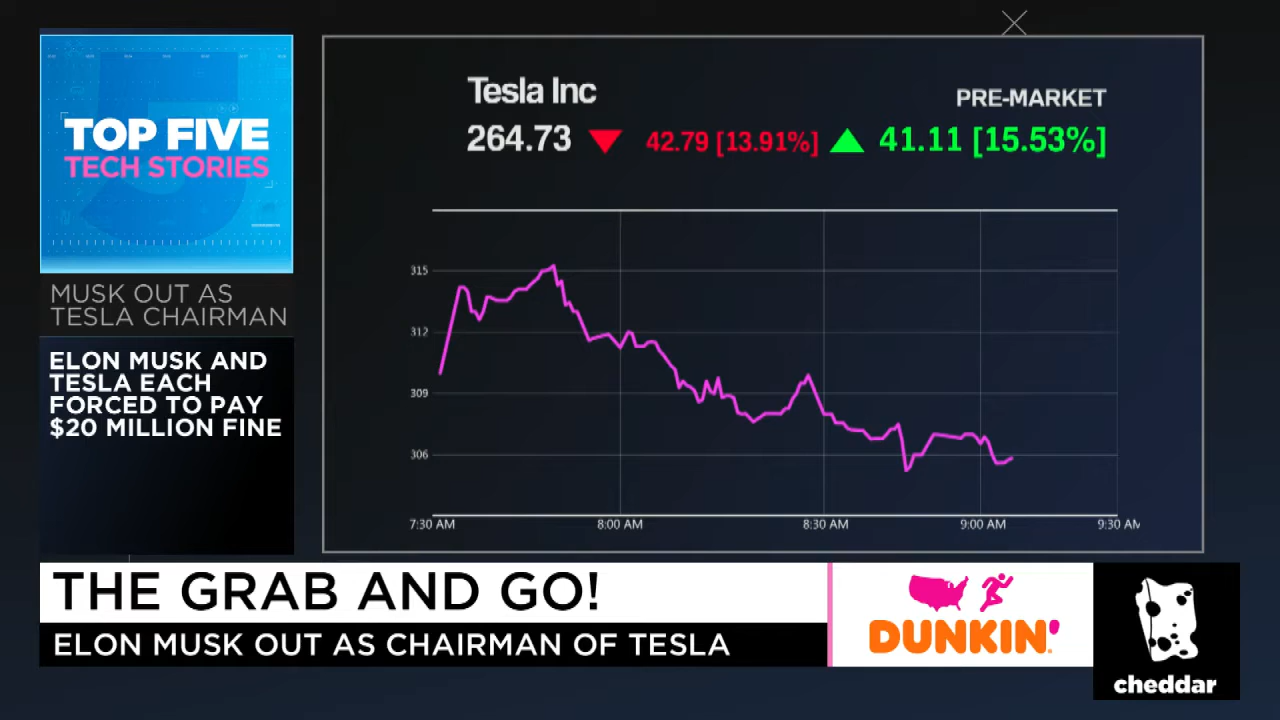 TOP FIVE
TECH STORIES
MUSK OUT AS
TESLA CHAIRMAN
ELON MUSK AND
TESLA EACH
FORCED TO PAY
$20 MILLION FINE
Tesla Inc
PRE-MARKET
264.73 ▼ 42.79 [13.91%] ▲ 41.11 [15.53%]
315
312
309
306
7:30 AM 8:00 AM 8:30 AM 9:00 AM 9:30 AM
THE GRAB AND GO!
ELON MUSK OUT AS CHAIRMAN OF TESLA
DUNKIN'
cheddar